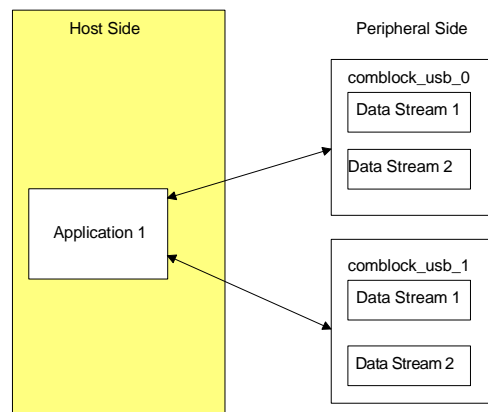 Host Side
Peripheral Side
comblock_usb_0
Data Stream 1
Data Stream 2
Application 1
comblock_usb_1
Data Stream 1
Data Stream 2